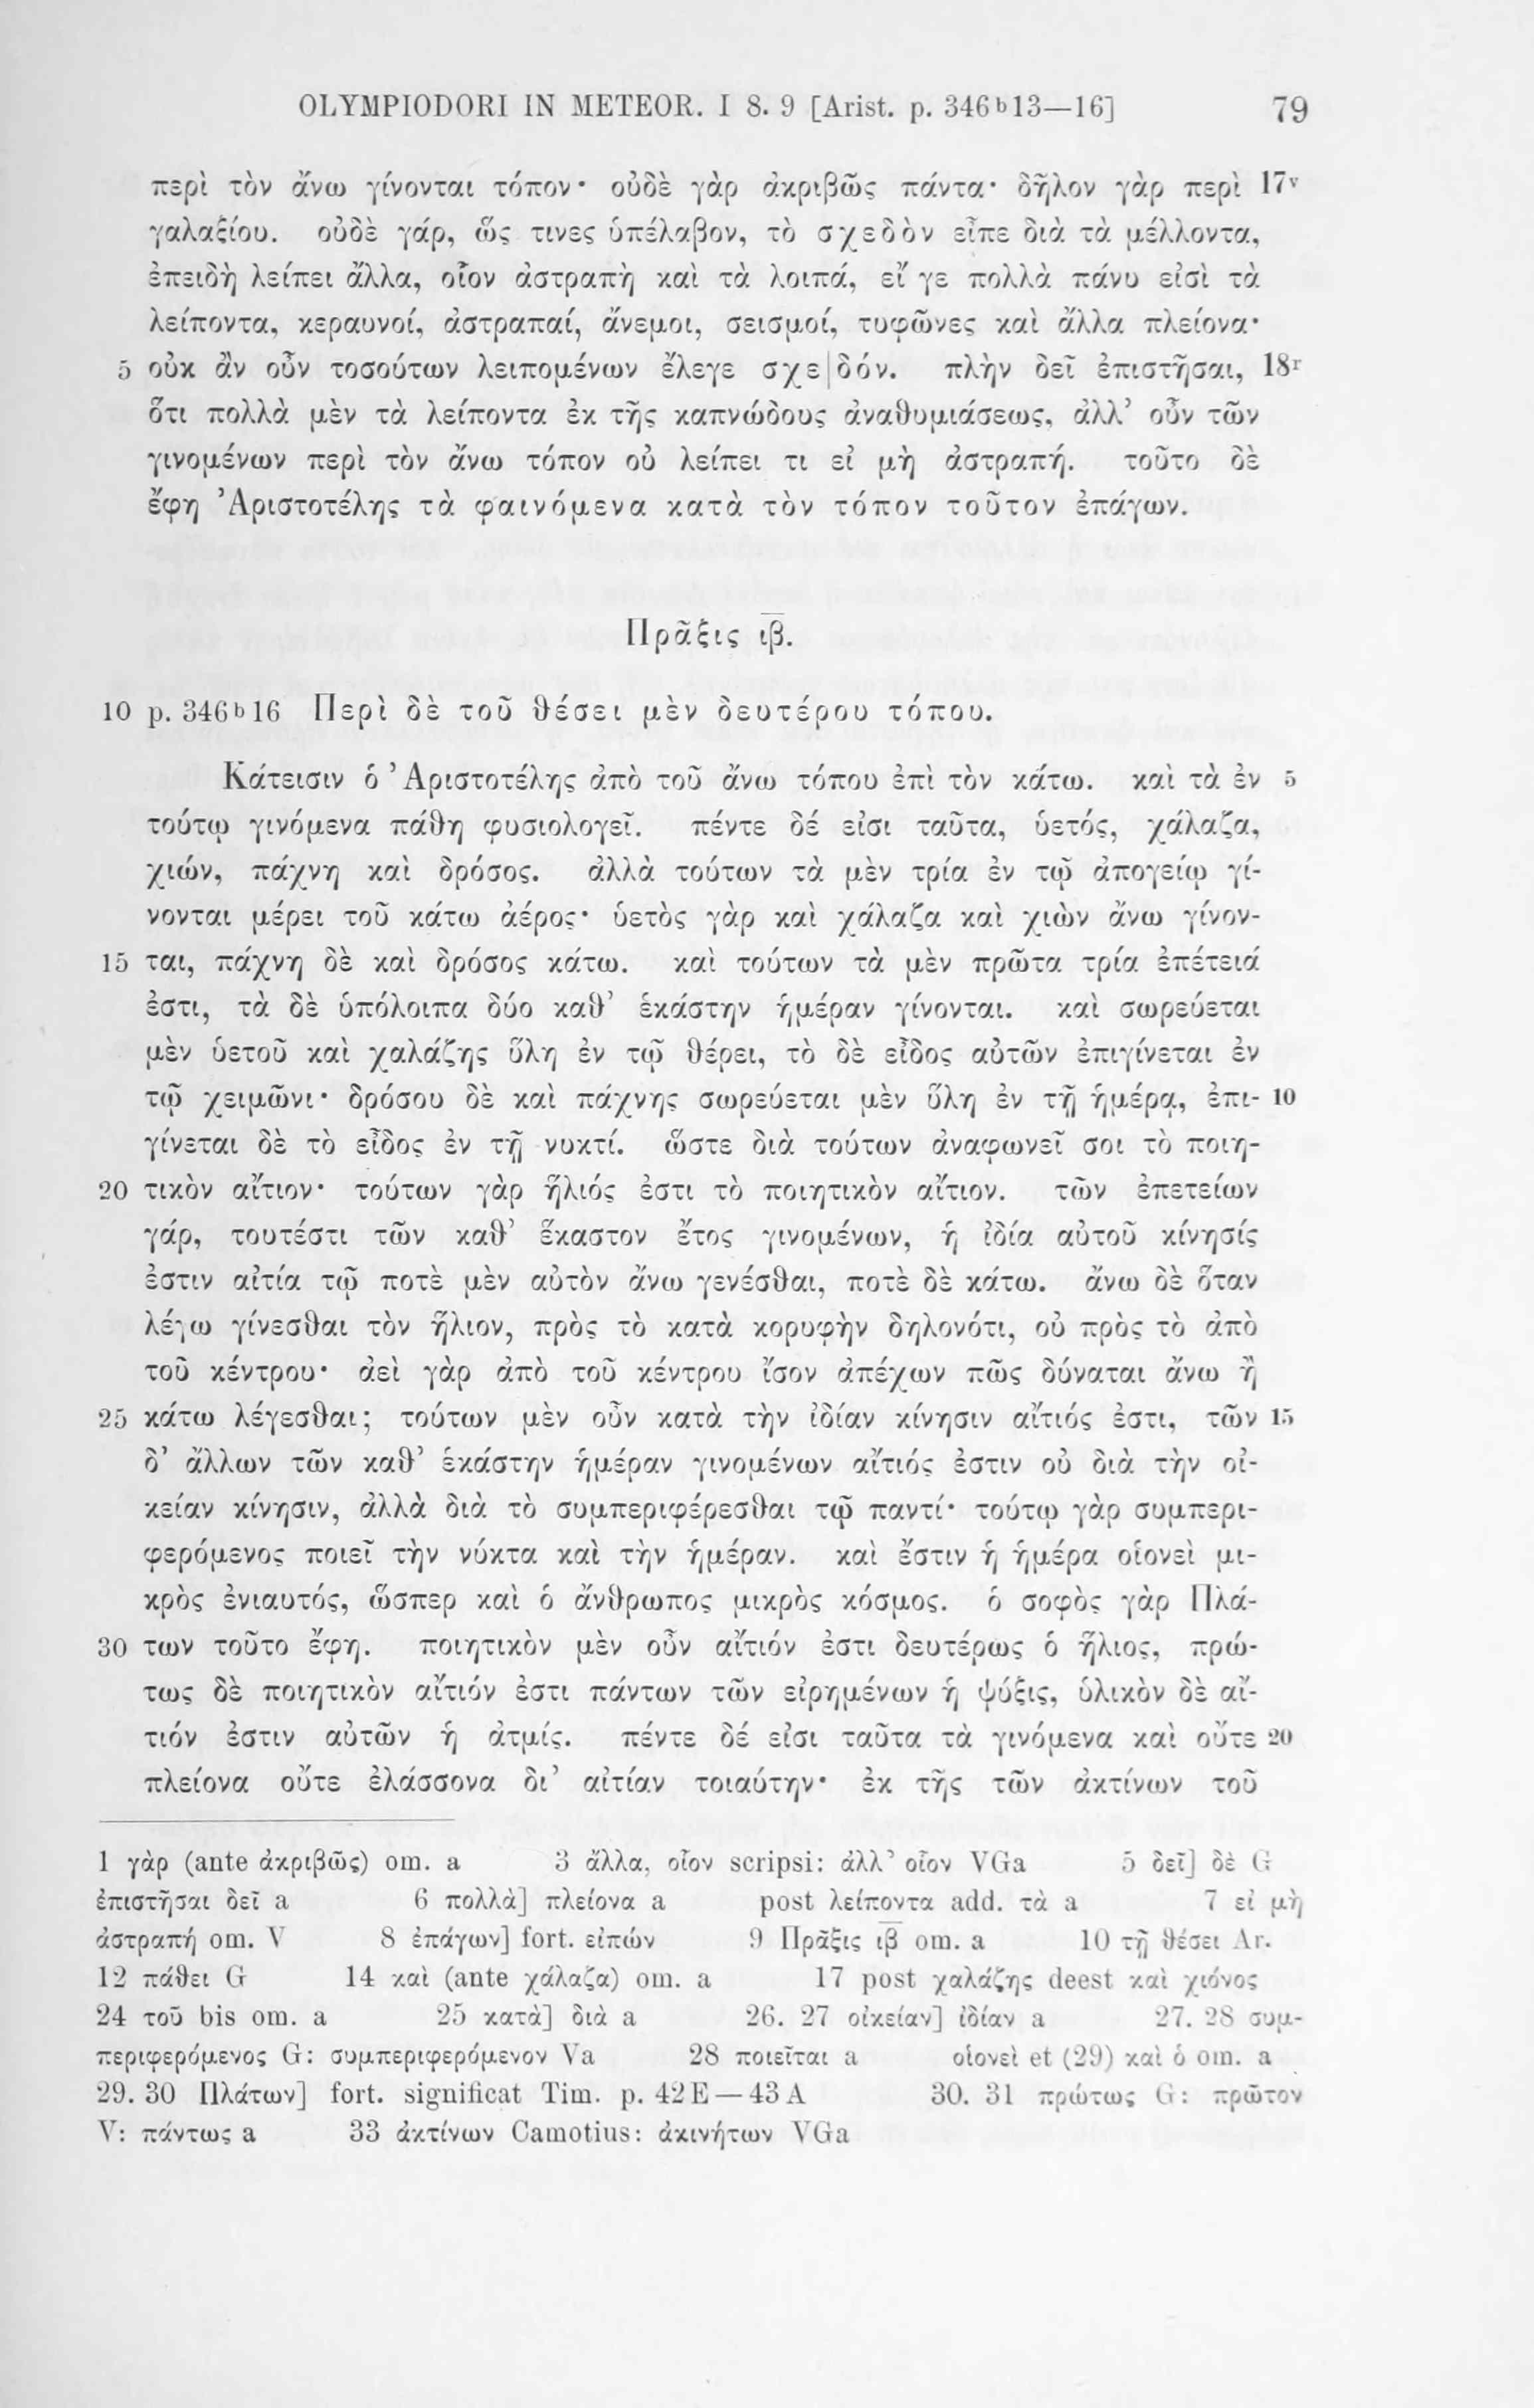 OLYMPIODORI IN METEOR. I 8. 9 [Arist. p. 346ᵇ13—16] 79
περὶ τὸν ἄνω γίνονται τόπον· οὐδὲ γὰρ ἀκριβῶς πάντα· δῆλον γὰρ περὶ 17ᵛ
γαλαξίου. οὐδὲ γάρ, ὥς τινες ὑπέλαβον, τὸ σχεδὸν εἶπε διὰ τὰ μέλλοντα,
ἐπειδὴ λείπει ἄλλα, οἷον ἀστραπὴ καὶ τὰ λοιπά, εἴ γε πολλὰ πάνυ εἰσὶ τὰ
λείποντα, κεραυνοί, ἀστραπαί, ἄνεμοι, σεισμοί, τυφῶνες καὶ ἄλλα πλείονα·
5 οὐκ ἂν οὖν τοσούτων λειπομένων ἔλεγε σχε|δόν. πλὴν δεῖ ἐπιστῆσαι, 18ʳ
ὅτι πολλὰ μὲν τὰ λείποντα ἐκ τῆς καπνώδους ἀναθυμιάσεως, ἀλλ’ οὖν τῶν
γινομένων περὶ τὸν ἄνω τόπον οὐ λείπει τι εἰ μὴ ἀστραπή. τοῦτο δὲ
ἔφη Ἀριστοτέλης τὰ φαινόμενα κατὰ τὸν τόπον τοῦτον ἐπάγων.
Πρᾶξις ιβ̅.
10 p. 346ᵇ16 Περὶ δὲ τοῦ θέσει μὲν δευτέρου τόπου.
Κάτεισιν ὁ Ἀριστοτέλης ἀπὸ τοῦ ἄνω τόπου ἐπὶ τὸν κάτω. καὶ τὰ ἐν 5
τούτῳ γινόμενα πάθη φυσιολογεῖ. πέντε δέ εἰσι ταῦτα, ὑετός, χάλαζα,
χιών, πάχνη καὶ δρόσος. ἀλλὰ τούτων τὰ μὲν τρία ἐν τῷ ἀπογείῳ γί-
νονται μέρει τοῦ κάτω ἀέρος· ὑετὸς γὰρ καὶ χάλαζα καὶ χιὼν ἄνω γίνον-
15 ται, πάχνη δὲ καὶ δρόσος κάτω. καὶ τούτων τὰ μὲν πρῶτα τρία ἐπέτειά
ἐστι, τὰ δὲ ὑπόλοιπα δύο καθ’ ἑκάστην ἡμέραν γίνονται. καὶ σωρεύεται
μὲν ὑετοῦ καὶ χαλάζης ὕλη ἐν τῷ θέρει, τὸ δὲ εἶδος αὐτῶν ἐπιγίνεται ἐν
τῷ χειμῶνι· δρόσου δὲ καὶ πάχνης σωρεύεται μὲν ὕλη ἐν τῇ ἡμέρᾳ, ἐπι- 10
γίνεται δὲ τὸ εἶδος ἐν τῇ νυκτί. ὥστε διὰ τούτων ἀναφωνεῖ σοι τὸ ποιη-
20 τικὸν αἴτιον· τούτων γὰρ ἥλιός ἐστι τὸ ποιητικὸν αἴτιον. τῶν ἐπετείων
γάρ, τουτέστι τῶν καθ’ ἕκαστον ἔτος γινομένων, ἡ ἰδία αὐτοῦ κίνησίς
ἐστιν αἰτία τῷ ποτὲ μὲν αὐτὸν ἄνω γενέσθαι, ποτὲ δὲ κάτω. ἄνω δὲ ὅταν
λέγω γίνεσθαι τὸν ἥλιον, πρὸς τὸ κατὰ κορυφὴν δηλονότι, οὐ πρὸς τὸ ἀπὸ
τοῦ κέντρου· ἀεὶ γὰρ ἀπὸ τοῦ κέντρου ἴσον ἀπέχων πῶς δύναται ἄνω ἢ
25 κάτω λέγεσθαι; τούτων μὲν οὖν κατὰ τὴν ἰδίαν κίνησιν αἴτιός ἐστι, τῶν 15
δ’ ἄλλων τῶν καθ’ ἑκάστην ἡμέραν γινομένων αἴτιός ἐστιν οὐ διὰ τὴν οἰ-
κείαν κίνησιν, ἀλλὰ διὰ τὸ συμπεριφέρεσθαι τῷ παντί· τούτῳ γὰρ συμπερι-
φερόμενος ποιεῖ τὴν νύκτα καὶ τὴν ἡμέραν. καὶ ἔστιν ἡ ἡμέρα οἱονεὶ μι-
κρὸς ἐνιαυτός, ὥσπερ καὶ ὁ ἄνθρωπος μικρὸς κόσμος. ὁ σοφὸς γὰρ Πλά-
30 των τοῦτο ἔφη. ποιητικὸν μὲν οὖν αἴτιόν ἐστι δευτέρως ὁ ἥλιος, πρώ-
τως δὲ ποιητικὸν αἴτιόν ἐστι πάντων τῶν εἰρημένων ἡ ψύξις, ὑλικὸν δὲ αἴ-
τιόν ἐστιν αὐτῶν ἡ ἀτμίς. πέντε δέ εἰσι ταῦτα τὰ γινόμενα καὶ οὔτε 20
πλείονα οὔτε ἐλάσσονα δι’ αἰτίαν τοιαύτην· ἐκ τῆς τῶν ἀκτίνων τοῦ
1 γὰρ (ante ἀκριβῶς) om. a 3 ἄλλα, οἷον scripsi: ἀλλ’ οἷον VGa 5 δεῖ] δὲ G
ἐπιστῆσαι δεῖ a 6 πολλὰ] πλείονα a post λείποντα add. τὰ a 7 εἰ μὴ
ἀστραπή om. V 8 ἐπάγων] fort. εἰπών 9 Πρᾶξις ιβ̅ om. a 10 τῇ θέσει Ar.
12 πάθει G 14 καὶ (ante χάλαζα) om. a 17 post χαλάζης deest καὶ χιόνος
24 τοῦ bis om. a 25 κατὰ] διὰ a 26. 27 οἰκείαν] ἰδίαν a 27. 28 συμ-
περιφερόμενος G: συμπεριφερόμενον Va 28 ποιεῖται a οἱονεὶ et (29) καὶ ὁ om. a
29. 30 Πλάτων] fort. significat Tim. p. 42E—43A 30. 31 πρώτως G: πρῶτον
V: πάντως a 33 ἀκτίνων Camotius: ἀκινήτων VGa